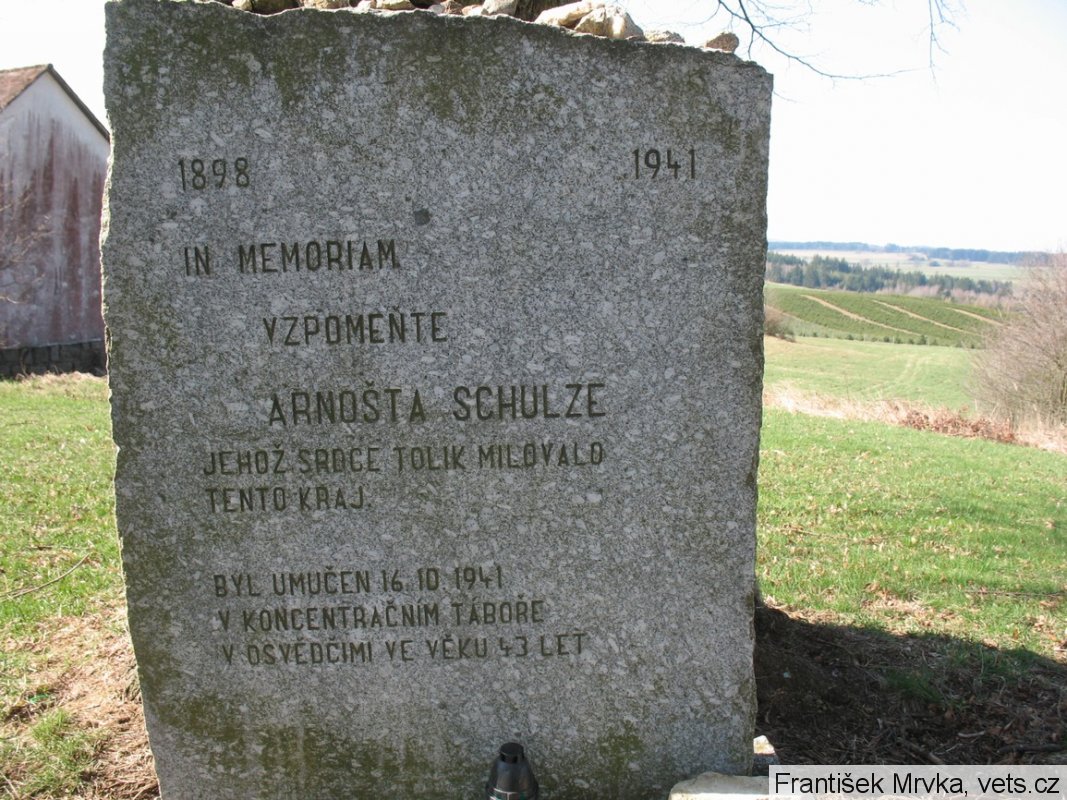 1898 1941
IN MEMORIAM
VZPOMEŇTE
ARNOŠTA SCHULZE
JEHOŽ SRDCE TOLIK MILOVALO
TENTO KRAJ.
BYL UMUČEN 16.10.1941
V KONCENTRAČNÍM TÁBOŘE
V OSVĚDČIMI VE VĚKU 43 LET
František Mrvka, vets.cz